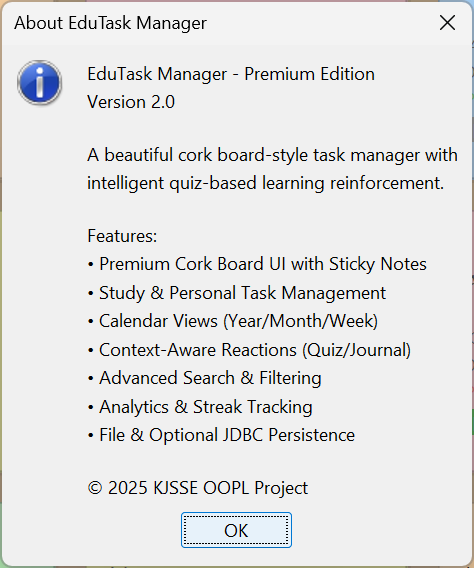 About EduTask Manager
EduTask Manager - Premium Edition
Version 2.0
A beautiful cork board-style task manager with
intelligent quiz-based learning reinforcement.
Features:
• Premium Cork Board UI with Sticky Notes
• Study & Personal Task Management
• Calendar Views (Year/Month/Week)
• Context-Aware Reactions (Quiz/Journal)
• Advanced Search & Filtering
• Analytics & Streak Tracking
• File & Optional JDBC Persistence
© 2025 KJSSE OOPL Project
OK